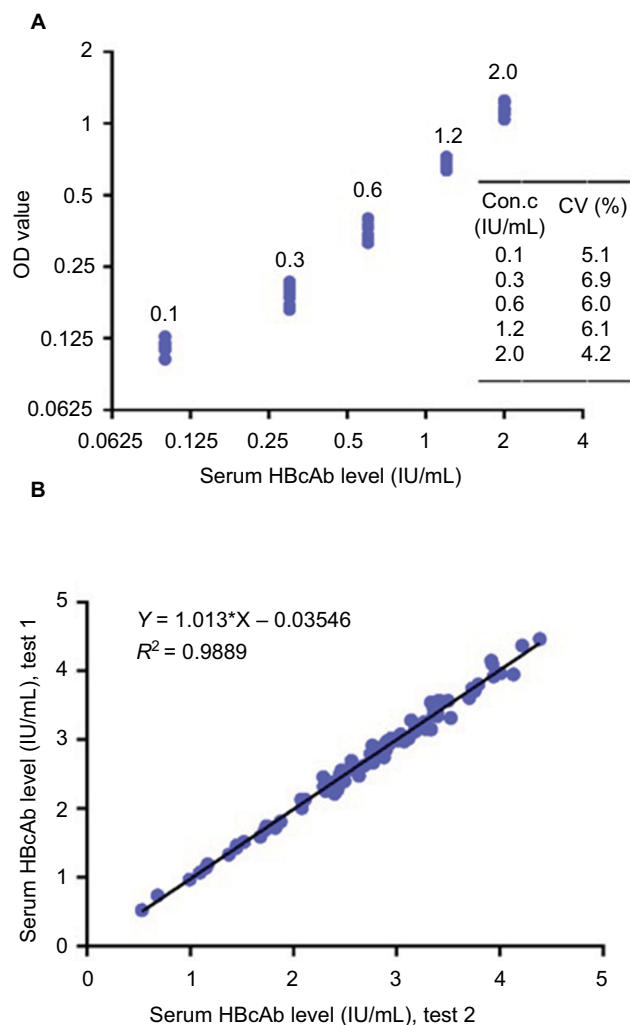 A
2
1
0.5
0.25
0.125
0.0625
OD value
0.1
0.3
0.6
1.2
2.0
Con.c (IU/mL) CV (%)
0.1 5.1
0.3 6.9
0.6 6.0
1.2 6.1
2.0 4.2
0.0625 0.125 0.25 0.5 1 2 4
Serum HBcAb level (IU/mL)
B
Y = 1.013*X – 0.03546
R² = 0.9889
5
4
3
2
1
0
Serum HBcAb level (IU/mL), test 1
0 1 2 3 4 5
Serum HBcAb level (IU/mL), test 2